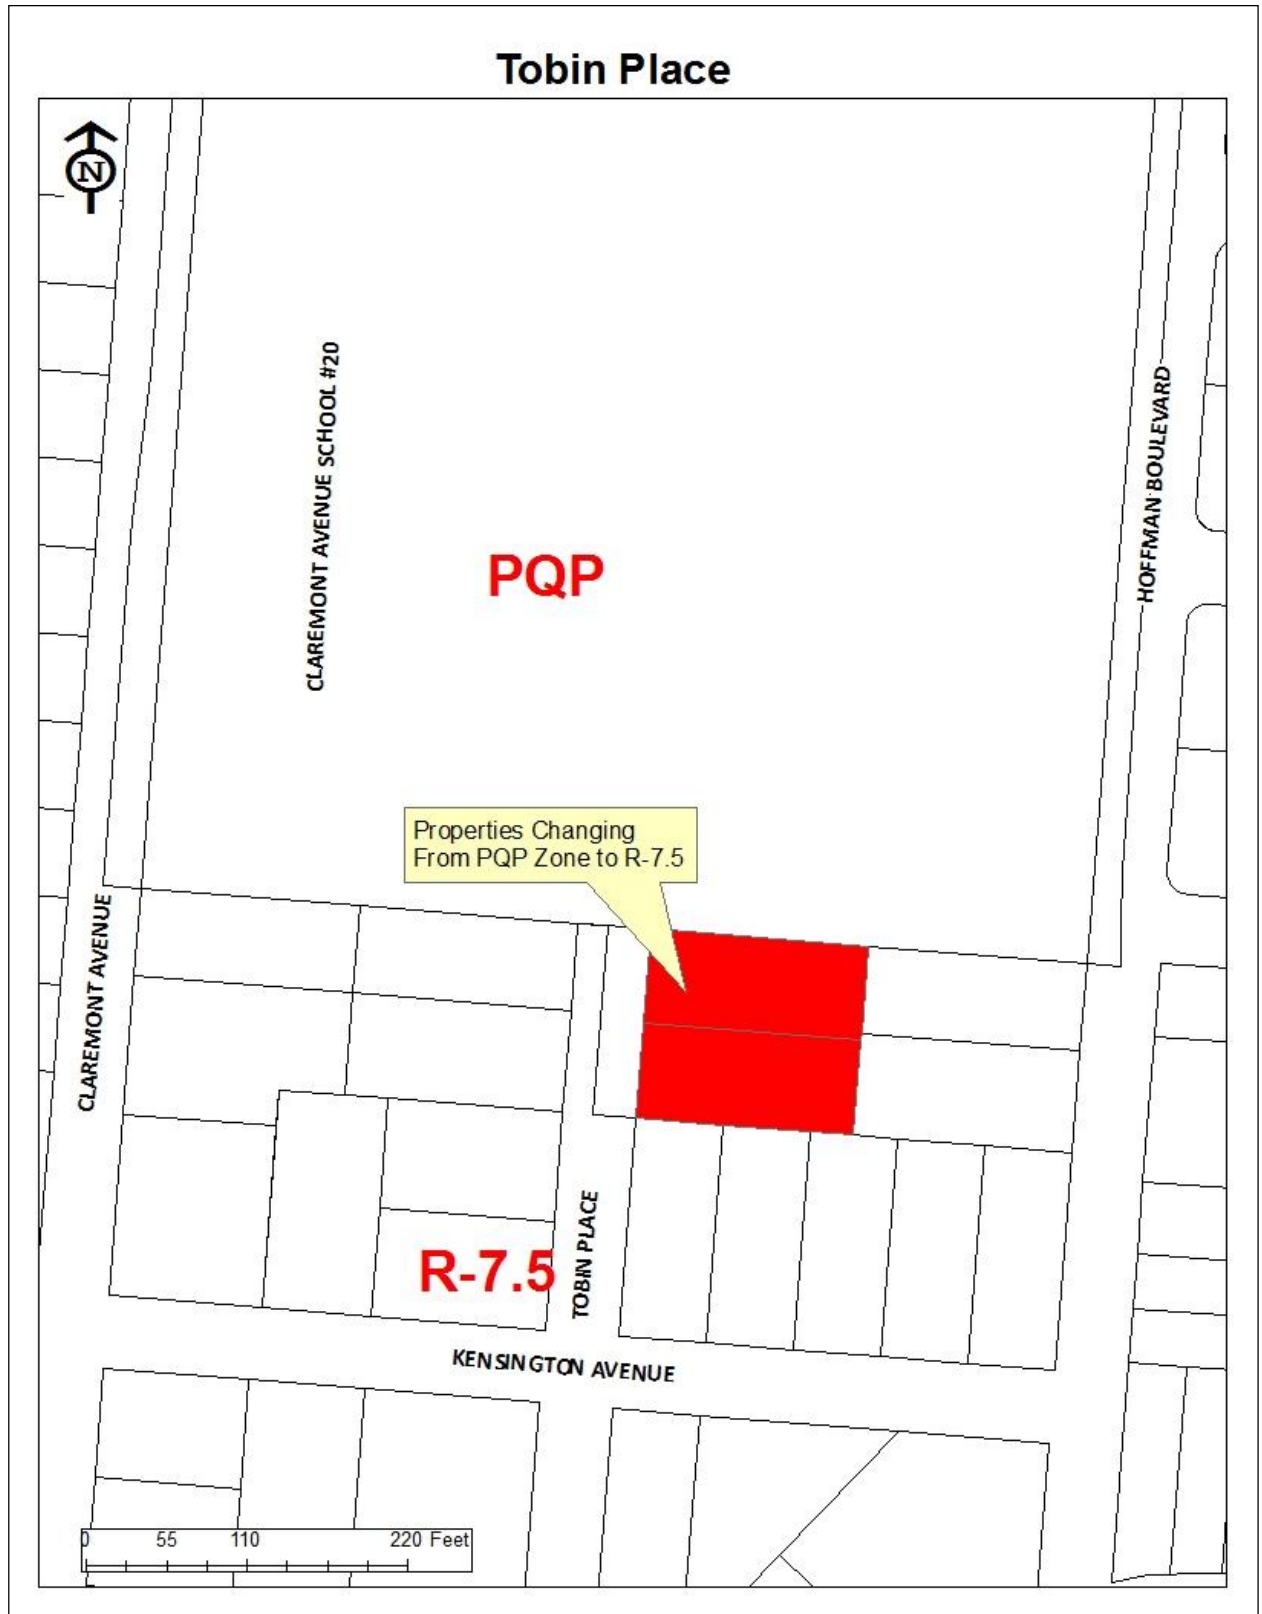 Tobin Place
N
CLAREMONT AVENUE SCHOOL #20
HOFFMAN BOULEVARD
PQP
Properties Changing
From PQP Zone to R-7.5
CLAREMONT AVENUE
TOBIN PLACE
R-7.5
KENSINGTON AVENUE
0 55 110 220 Feet